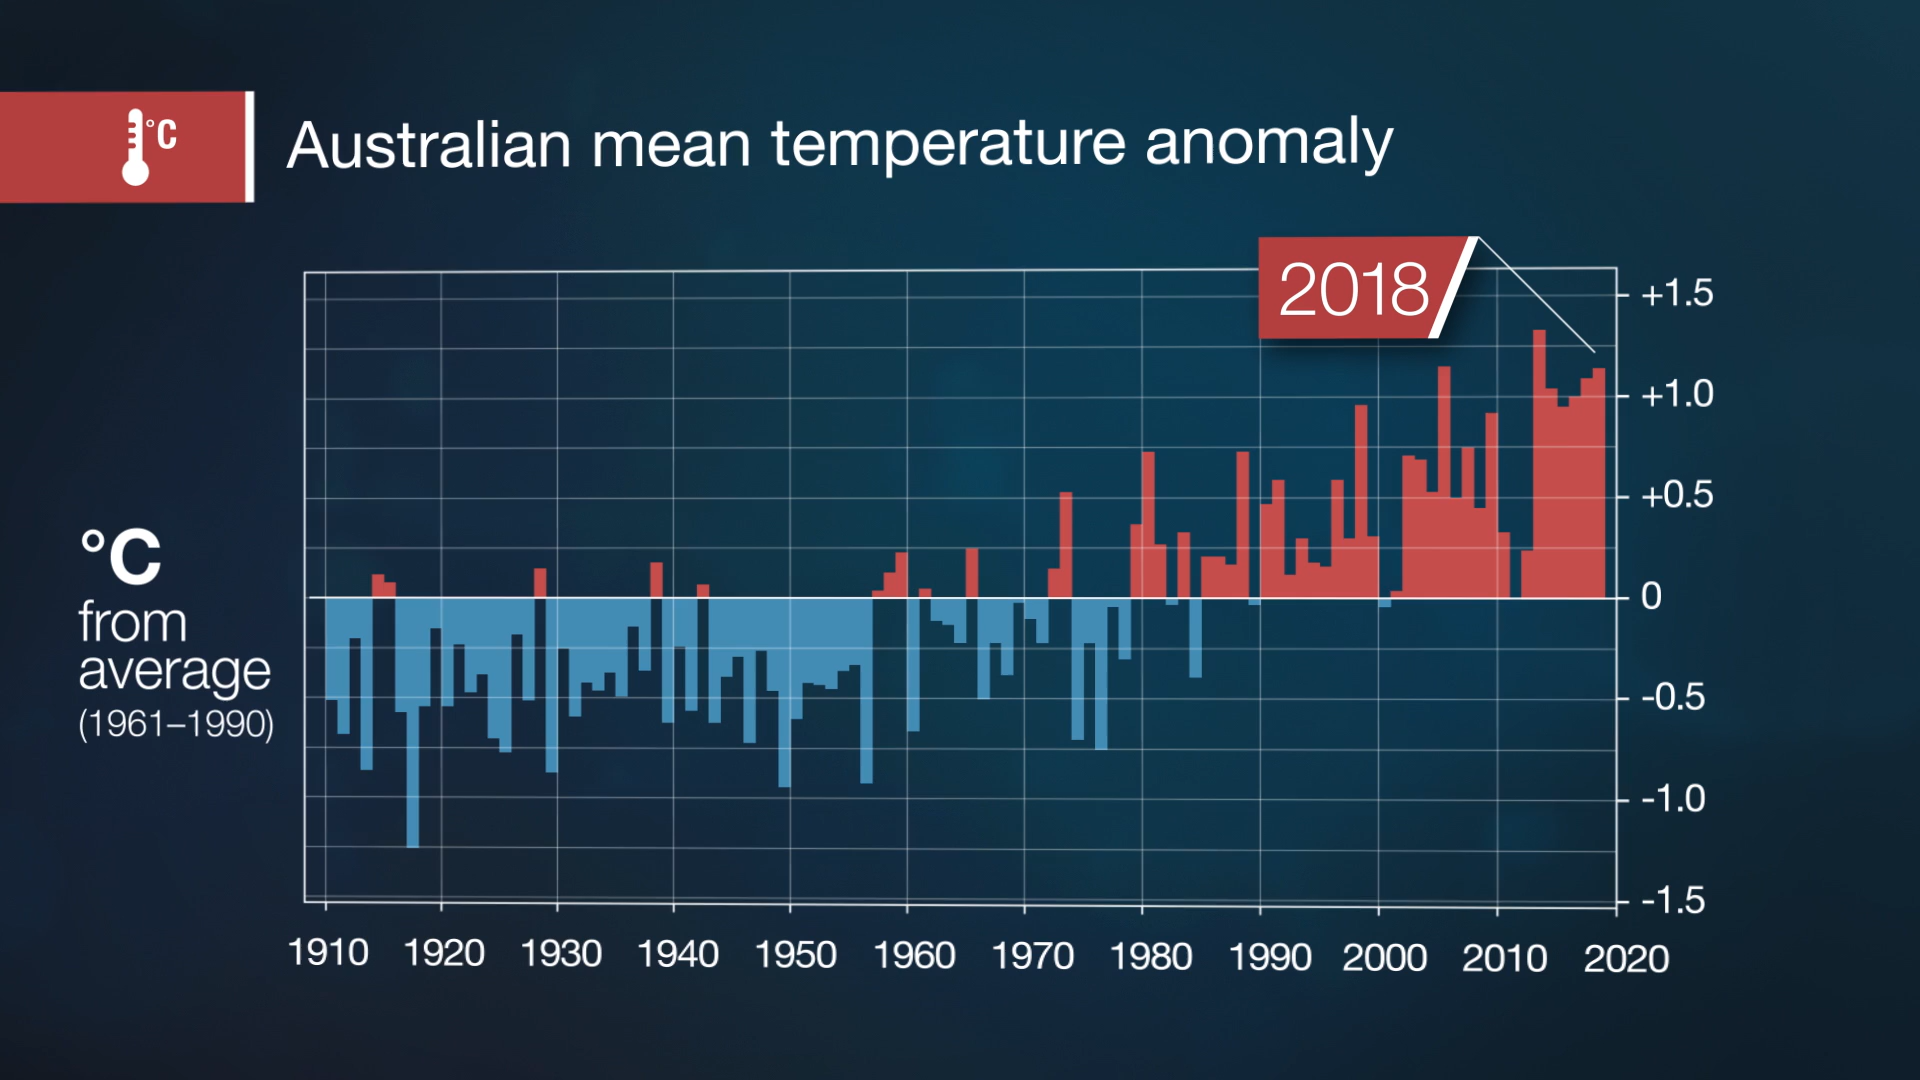 °C
Australian mean temperature anomaly
2018
+1.5
+1.0
+0.5
0
-0.5
-1.0
-1.5
°C
from
average
(1961–1990)
1910 1920 1930 1940 1950 1960 1970 1980 1990 2000 2010 2020